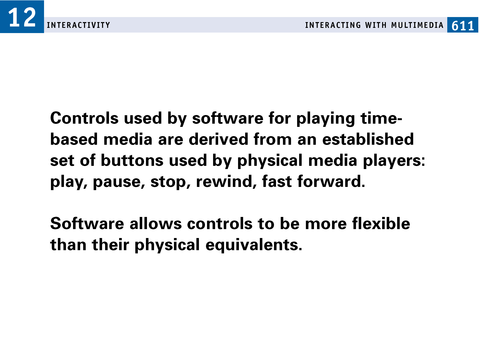 12 INTERACTIVITY INTERACTING WITH MULTIMEDIA 611
Controls used by software for playing time-
based media are derived from an established
set of buttons used by physical media players:
play, pause, stop, rewind, fast forward.
Software allows controls to be more flexible
than their physical equivalents.